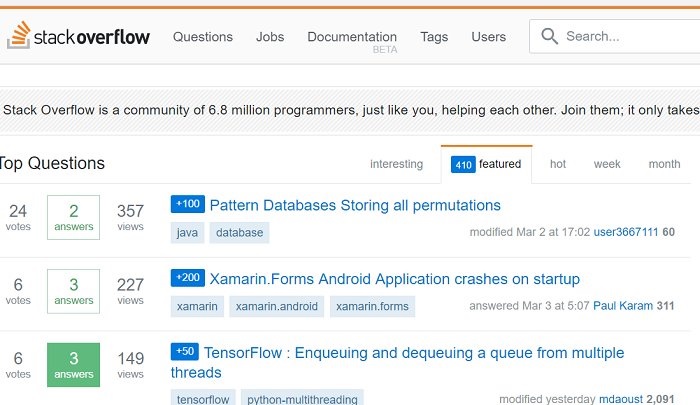 stackoverflow Questions Jobs Documentation Tags Users Search...
BETA
Stack Overflow is a community of 6.8 million programmers, just like you, helping each other. Join them; it only takes
Top Questions interesting 410 featured hot week month
24 votes 2 answers 357 views +100 Pattern Databases Storing all permutations
java database modified Mar 2 at 17:02 user3667111 60
6 votes 3 answers 227 views +200 Xamarin.Forms Android Application crashes on startup
xamarin xamarin.android xamarin.forms answered Mar 3 at 5:07 Paul Karam 311
6 votes 3 answers 149 views +50 TensorFlow : Enqueuing and dequeuing a queue from multiple
threads
tensorflow python-multithreading modified yesterday mdaoust 2,091